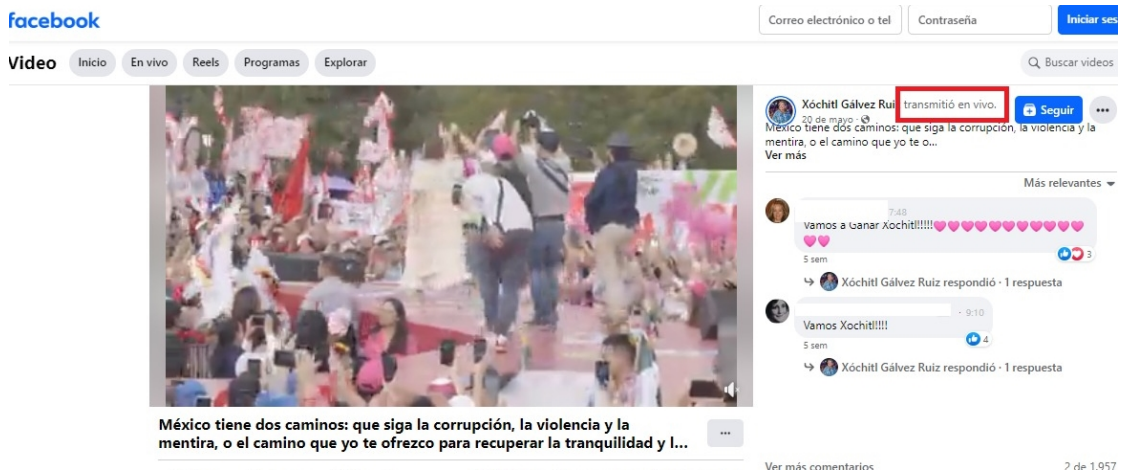 facebook
Correo electrónico o tel
Contraseña
Iniciar ses
Video
Inicio
En vivo
Reels
Programas
Explorar
Buscar videos
Xóchitl Gálvez Rui transmitió en vivo.
20 de mayo ·
Seguir
México tiene dos caminos: que siga la corrupción, la violencia y la
mentira, o el camino que yo te o...
Ver más
Más relevantes
7:48
Vamos a Ganar Xochitl!!!!!
3
5 sem
Xóchitl Gálvez Ruiz respondió · 1 respuesta
· 9:10
Vamos Xochitl!!!!
4
5 sem
Xóchitl Gálvez Ruiz respondió · 1 respuesta
México tiene dos caminos: que siga la corrupción, la violencia y la
mentira, o el camino que yo te ofrezco para recuperar la tranquilidad y l...
Ver más comentarios
2 de 1,957